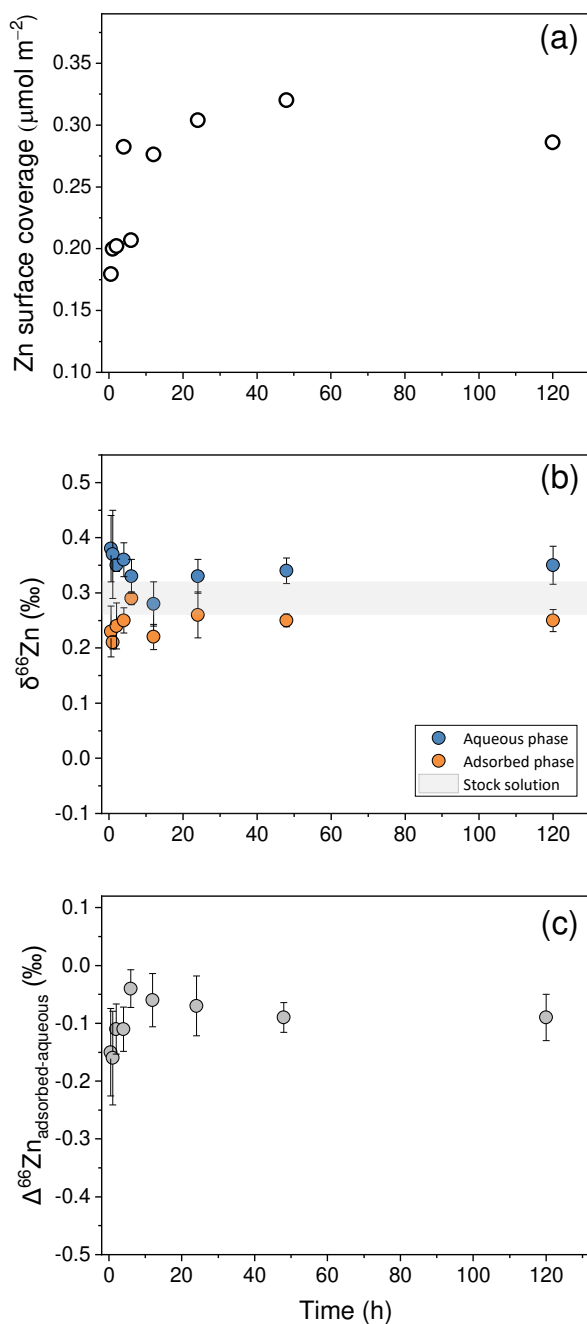 (a)
Zn surface coverage (μmol m⁻²)
0.35
0.30
0.25
0.20
0.15
0.10
0 20 40 60 80 100 120
(b)
δ⁶⁶Zn (‰)
0.5
0.4
0.3
0.2
0.1
0.0
-0.1
Aqueous phase
Adsorbed phase
Stock solution
0 20 40 60 80 100 120
(c)
Δ⁶⁶Zn adsorbed-aqueous (‰)
0.1
0.0
-0.1
-0.2
-0.3
-0.4
-0.5
0 20 40 60 80 100 120
Time (h)